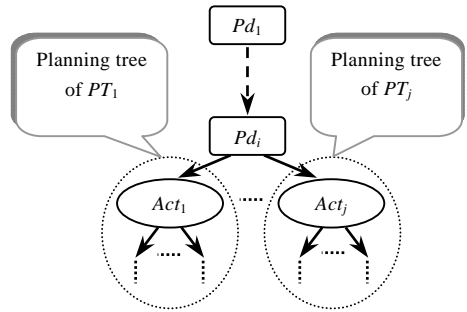 Pd₁
Planning tree
of PT₁
Planning tree
of PTⱼ
Pdᵢ
Act₁
Actⱼ